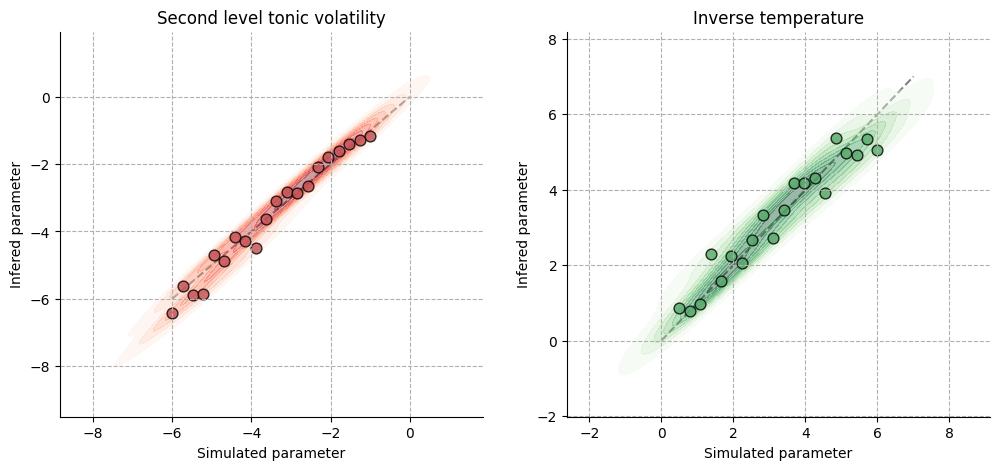 Second level tonic volatility
0
−2
−4
−6
−8
Infered parameter
−8 −6 −4 −2 0
Simulated parameter
Inverse temperature
8
6
4
2
0
−2
Infered parameter
−2 0 2 4 6 8
Simulated parameter